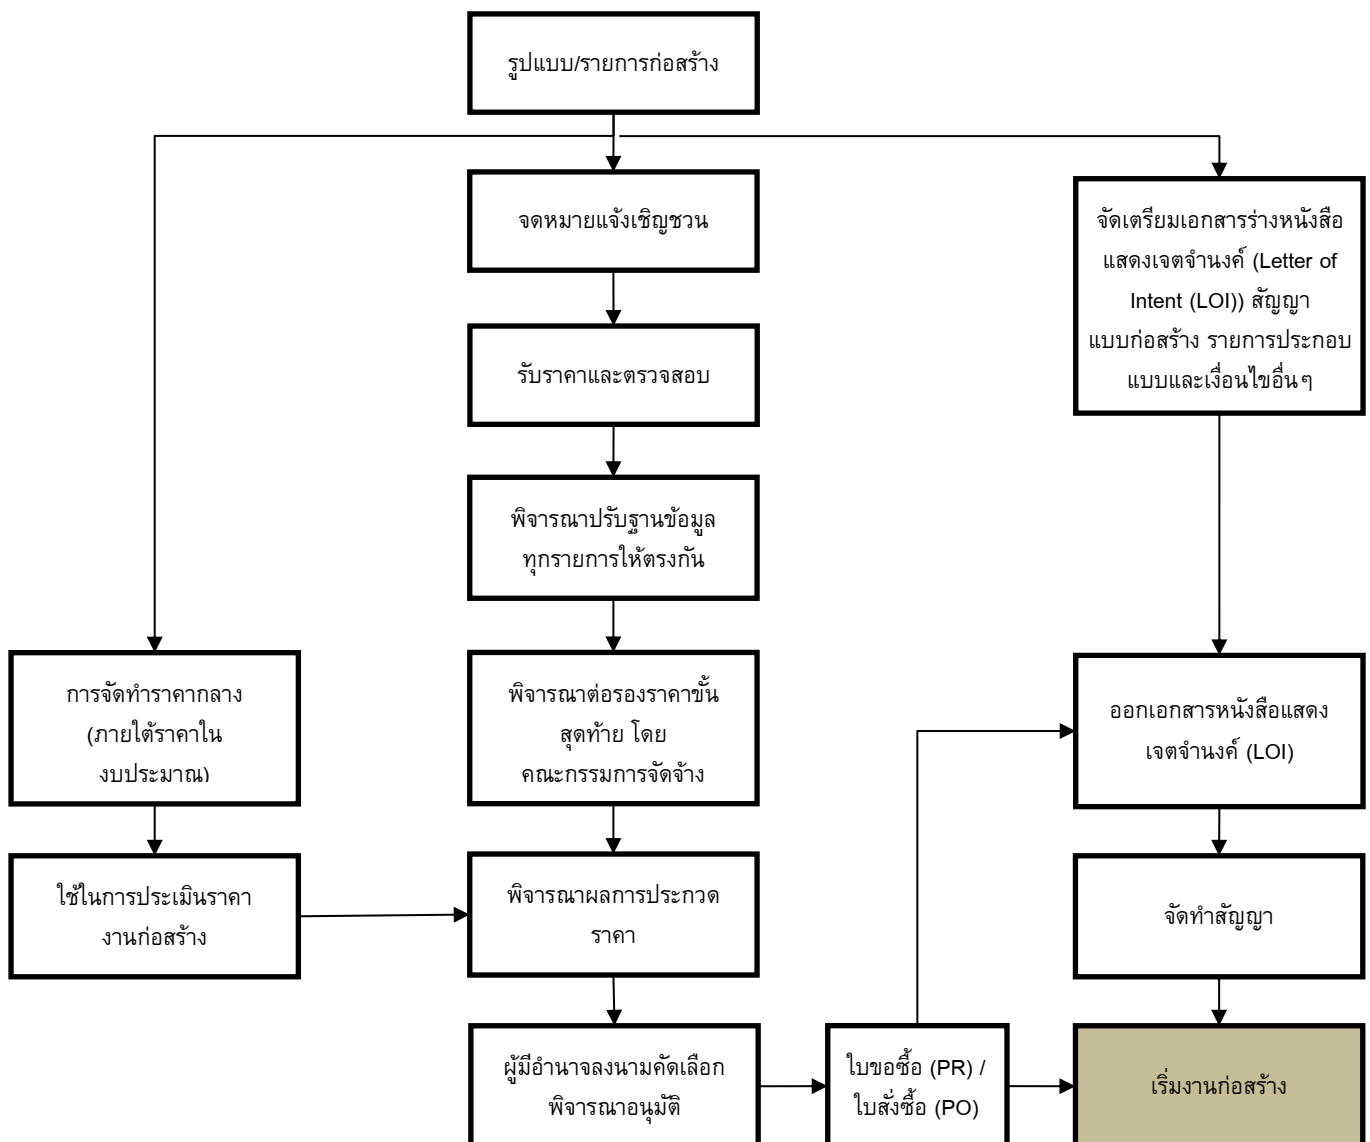 รูปแบบ/รายการก่อสร้าง
จดหมายแจ้งเชิญชวน
จัดเตรียมเอกสารร่างหนังสือ
แสดงเจตจำนงค์ (Letter of
Intent (LOI)) สัญญา
แบบก่อสร้าง รายการประกอบ
แบบและเงื่อนไขอื่นๆ
รับราคาและตรวจสอบ
พิจารณาปรับฐานข้อมูล
ทุกรายการให้ตรงกัน
การจัดทำราคากลาง
(ภายใต้ราคาใน
งบประมาณ)
พิจารณาต่อรองราคาขั้น
สุดท้าย โดย
คณะกรรมการจัดจ้าง
ออกเอกสารหนังสือแสดง
เจตจำนงค์ (LOI)
ใช้ในการประเมินราคา
งานก่อสร้าง
พิจารณาผลการประกวด
ราคา
จัดทำสัญญา
ผู้มีอำนาจลงนามคัดเลือก
พิจารณาอนุมัติ
ใบขอซื้อ (PR) /
ใบสั่งซื้อ (PO)
เริ่มงานก่อสร้าง